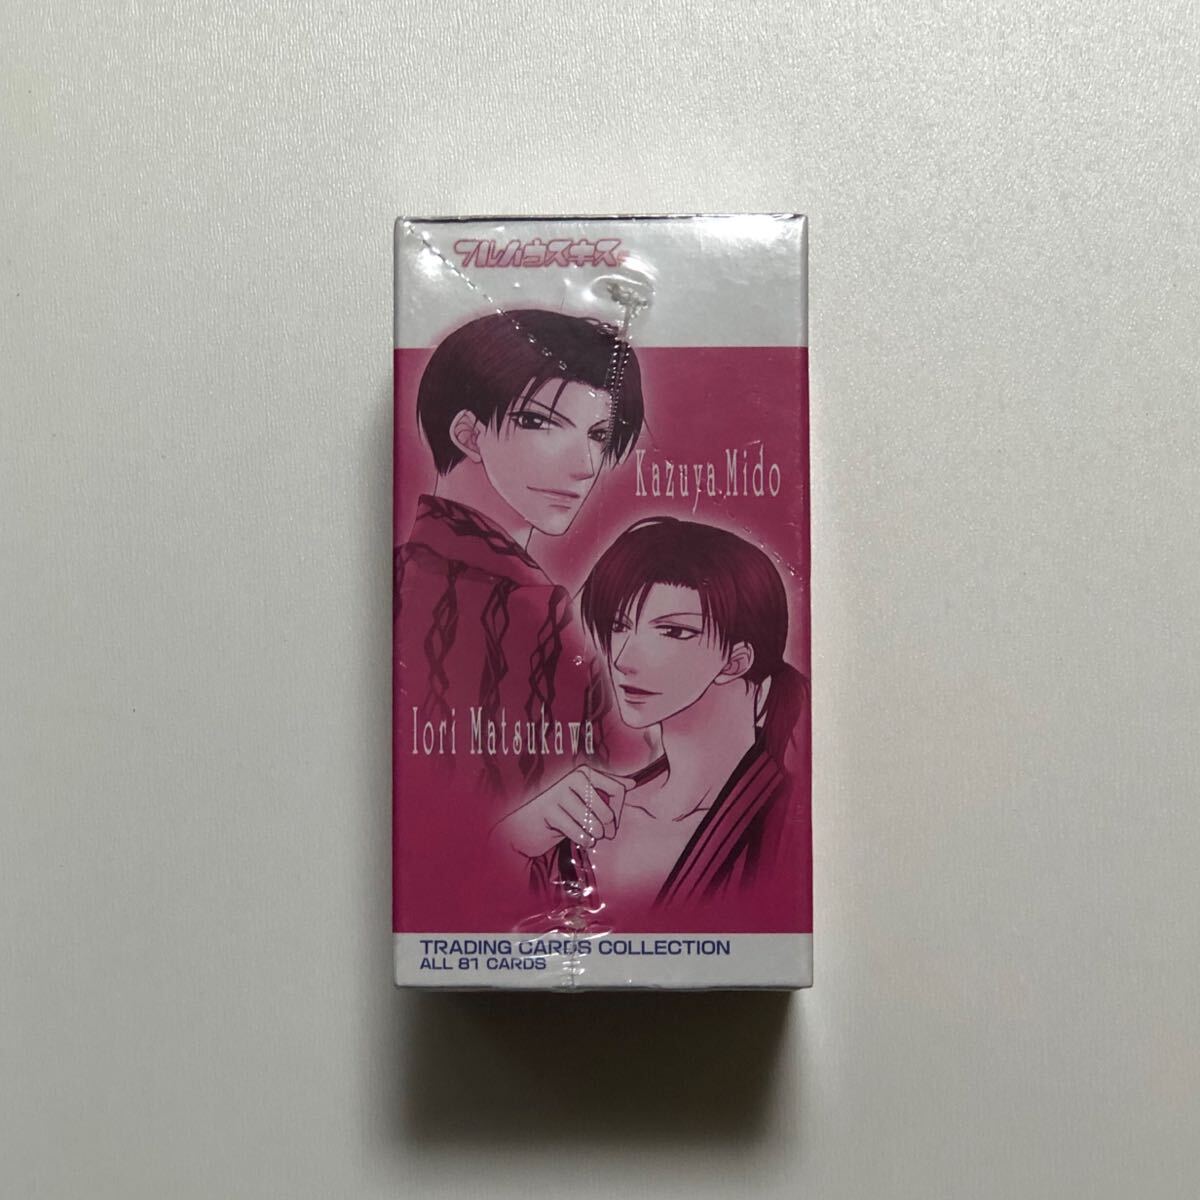 フルハウスキス
Kazuya Mido
Iori Matsukawa
TRADING CARDS COLLECTION
ALL 81 CARDS